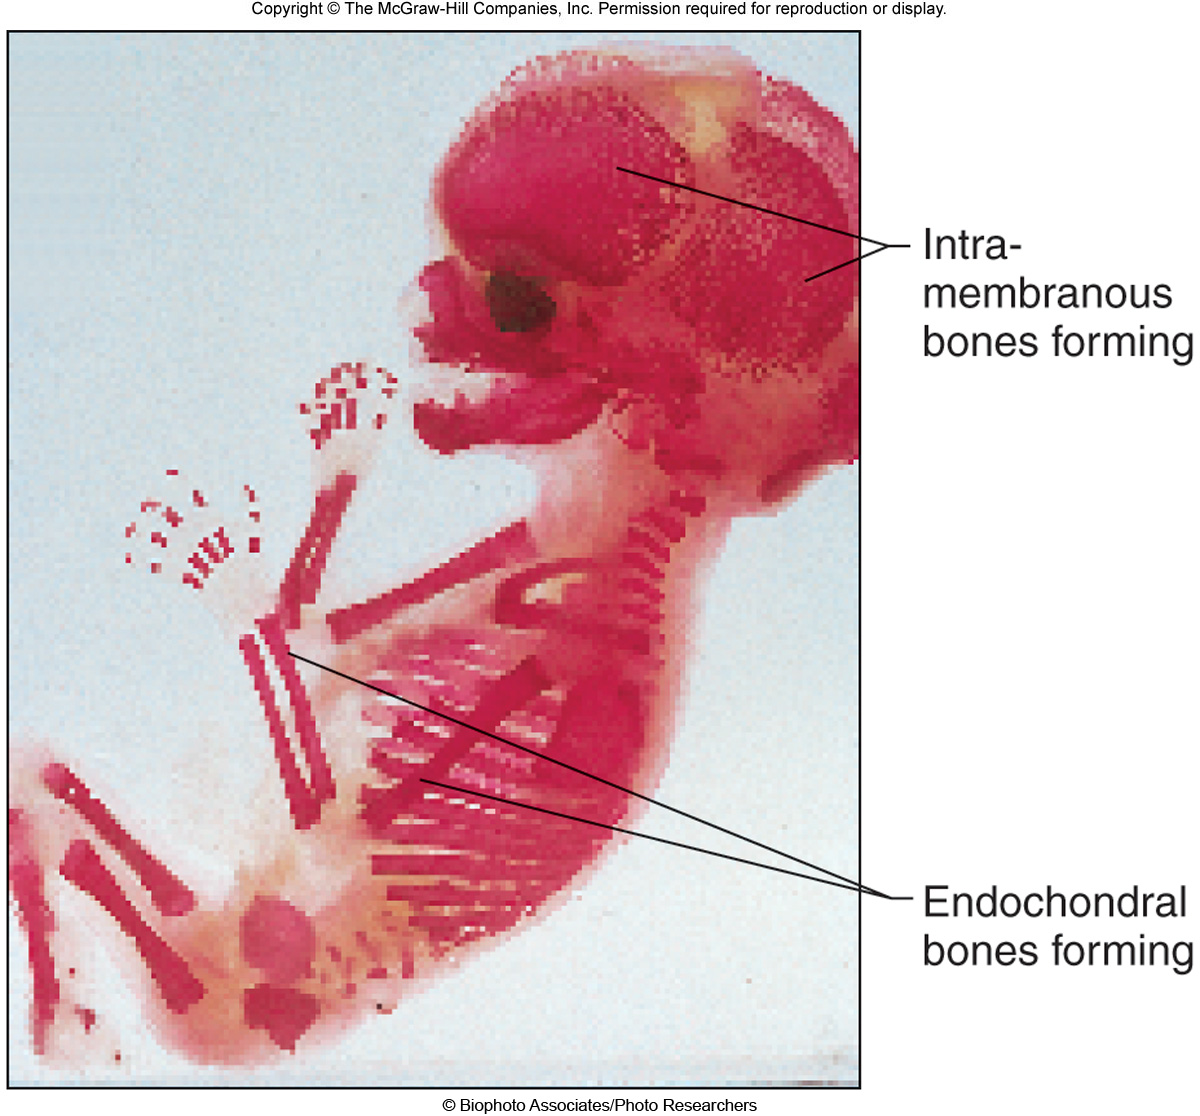 Copyright © The McGraw-Hill Companies, Inc. Permission required for reproduction or display.
Intra-
membranous
bones forming
Endochondral
bones forming
© Biophoto Associates/Photo Researchers